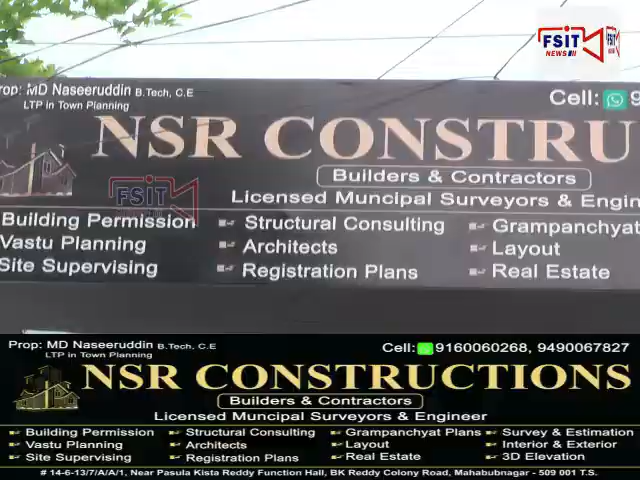 FSIT
NEWS
Prop: MD Naseeruddin B.Tech, C.E
LTP in Town Planning
Cell: 9
NSR CONSTRU
Builders & Contractors
Licensed Muncipal Surveyors & Engin
FSIT
Building Permission
Structural Consulting
Grampanchyat
Vastu Planning
Architects
Layout
Site Supervising
Registration Plans
Real Estate
Prop: MD Naseeruddin B.Tech, C.E
LTP in Town Planning
Cell: 9160060268, 9490067827
NSR CONSTRUCTIONS
Builders & Contractors
Licensed Muncipal Surveyors & Engineer
Building Permission Structural Consulting Grampanchyat Plans Survey & Estimation
Vastu Planning Architects Layout Interior & Exterior
Site Supervising Registration Plans Real Estate 3D Elevation
# 14-6-13/7/A/A/1, Near Pasula Kista Reddy Function Hall, BK Reddy Colony Road, Mahabubnagar - 509 001 T.S.